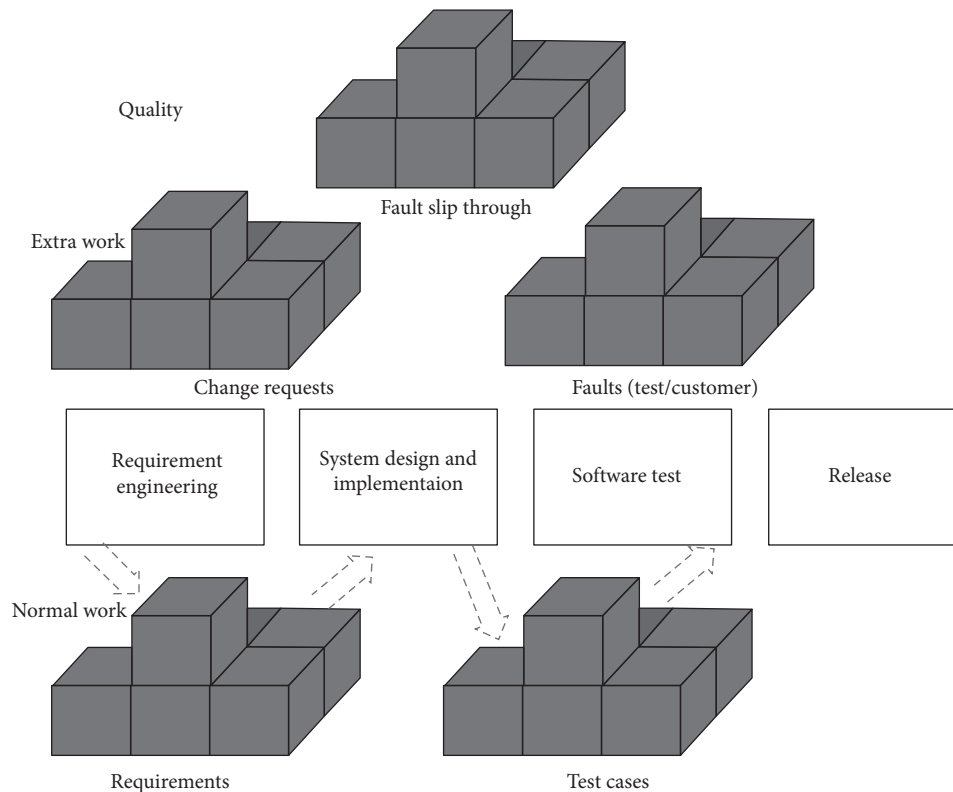 Quality
Fault slip through
Extra work
Change requests
Faults (test/customer)
Requirement
engineering
System design and
implementaion
Software test
Release
Normal work
Requirements
Test cases